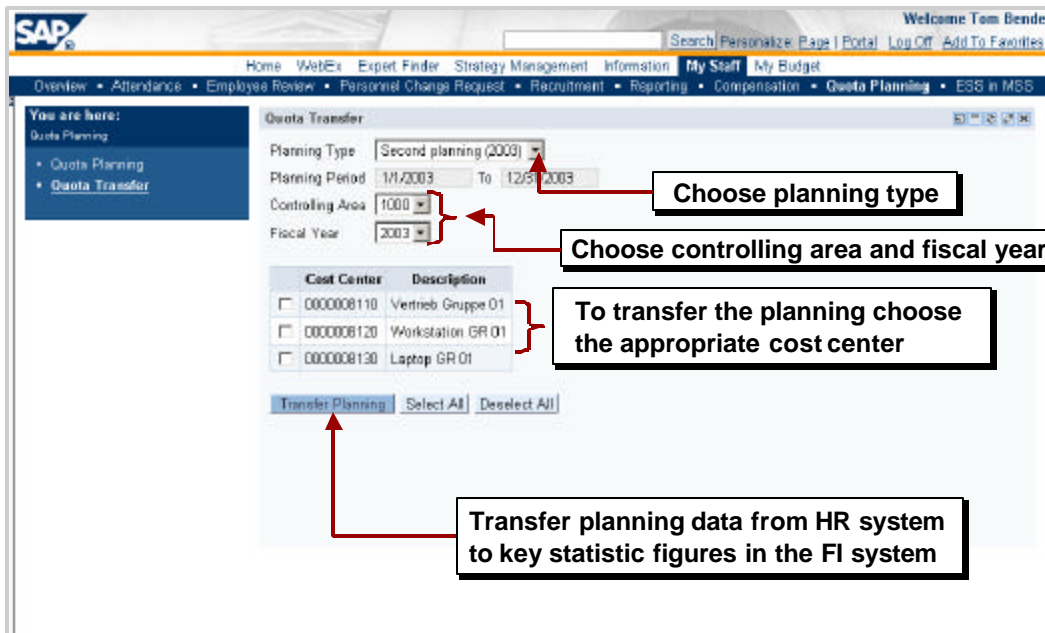 SAP
Welcome Tom Bende
Search Personalize Page | Portal Log Off Add To Favorites
Home WebEx Expert Finder Strategy Management Information My Staff My Budget
Overview • Attendance • Employee Review • Personnel Change Request • Recruitment • Reporting • Compensation • Quota Planning • ESS in MSS
You are here:
Quota Planning
• Quota Planning
• Quota Transfer
Quota Transfer
Planning Type Second planning (2003)
Planning Period 1/1/2003 To 12/31/2003
Choose planning type
Controlling Area 1000
Fiscal Year 2003
Choose controlling area and fiscal year
Cost Center Description
0000008110 Vertrieb Gruppe 01
0000008120 Workstation GR 01
0000008130 Laptop GR 01
To transfer the planning choose
the appropriate cost center
Transfer Planning Select All Deselect All
Transfer planning data from HR system
to key statistic figures in the FI system